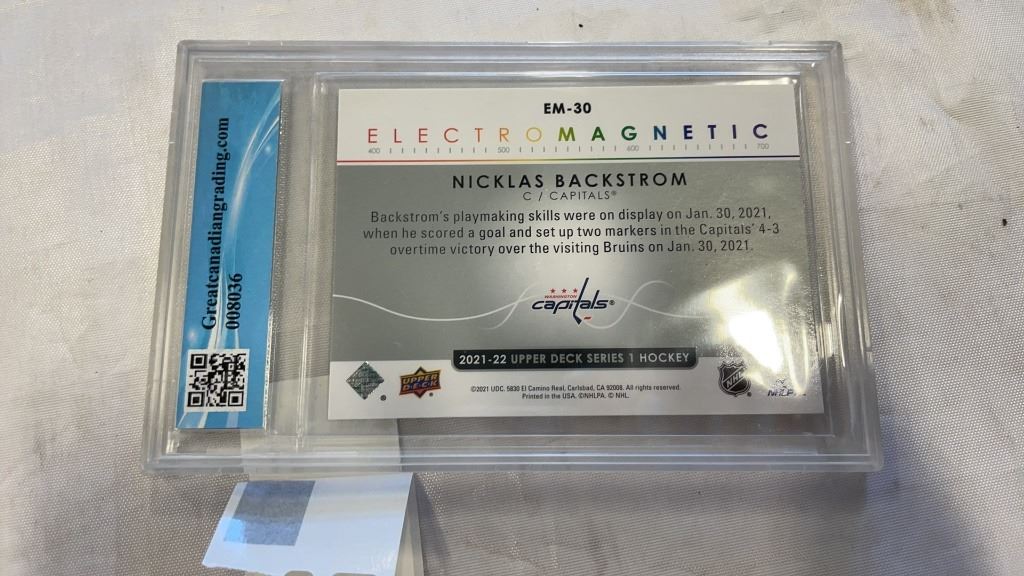 Greatcanadiangrading.com
0008036
EM-30
ELECTROMAGNETIC
400 500 600 700
NICKLAS BACKSTROM
C / CAPITALS®
Backstrom's playmaking skills were on display on Jan. 30, 2021,
when he scored a goal and set up two markers in the Capitals' 4-3
overtime victory over the visiting Bruins on Jan. 30, 2021.
WASHINGTON
capitals®
2021-22 UPPER DECK SERIES 1 HOCKEY
UPPER
DECK
©2021 UDC. 5830 El Camino Real, Carlsbad, CA 92008. All rights reserved.
Printed in the USA. ©NHLPA. © NHL.
NHL